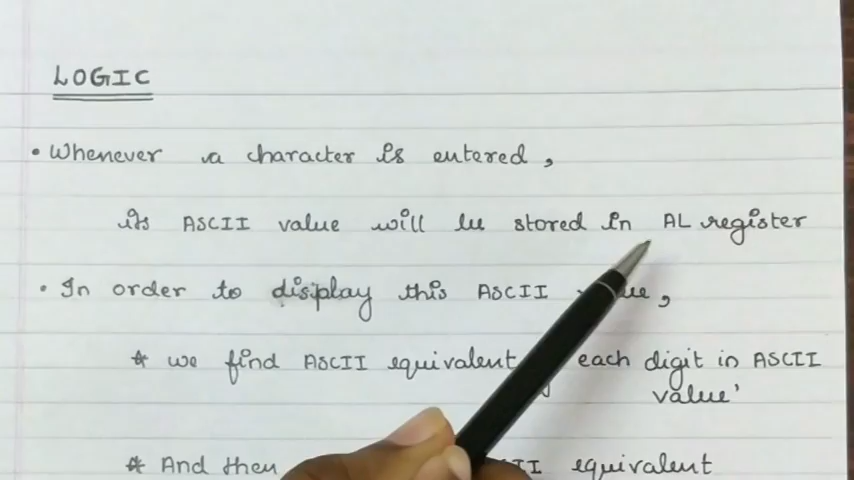 LOGIC
• Whenever a character is entered,
its ASCII value will be stored in AL register
• In order to display this ASCII ,
* we find ASCII equivalent each digit in ASCII
value'
* And then equivalent